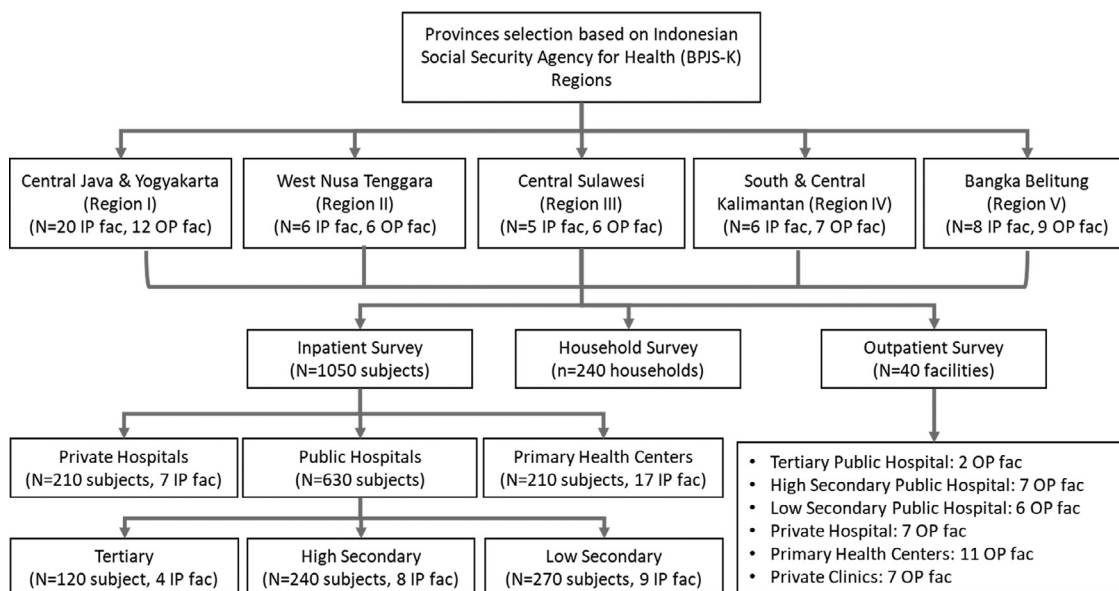 Provinces selection based on Indonesian
Social Security Agency for Health (BPJS-K)
Regions
Central Java & Yogyakarta
(Region I)
(N=20 IP fac, 12 OP fac)
West Nusa Tenggara
(Region II)
(N=6 IP fac, 6 OP fac)
Central Sulawesi
(Region III)
(N=5 IP fac, 6 OP fac)
South & Central
Kalimantan (Region IV)
(N=6 IP fac, 7 OP fac)
Bangka Belitung
(Region V)
(N=8 IP fac, 9 OP fac)
Inpatient Survey
(N=1050 subjects)
Household Survey
(n=240 households)
Outpatient Survey
(N=40 facilities)
Private Hospitals
(N=210 subjects, 7 IP fac)
Public Hospitals
(N=630 subjects)
Primary Health Centers
(N=210 subjects, 17 IP fac)
Tertiary
(N=120 subject, 4 IP fac)
High Secondary
(N=240 subjects, 8 IP fac)
Low Secondary
(N=270 subjects, 9 IP fac)
• Tertiary Public Hospital: 2 OP fac
• High Secondary Public Hospital: 7 OP fac
• Low Secondary Public Hospital: 6 OP fac
• Private Hospital: 7 OP fac
• Primary Health Centers: 11 OP fac
• Private Clinics: 7 OP fac